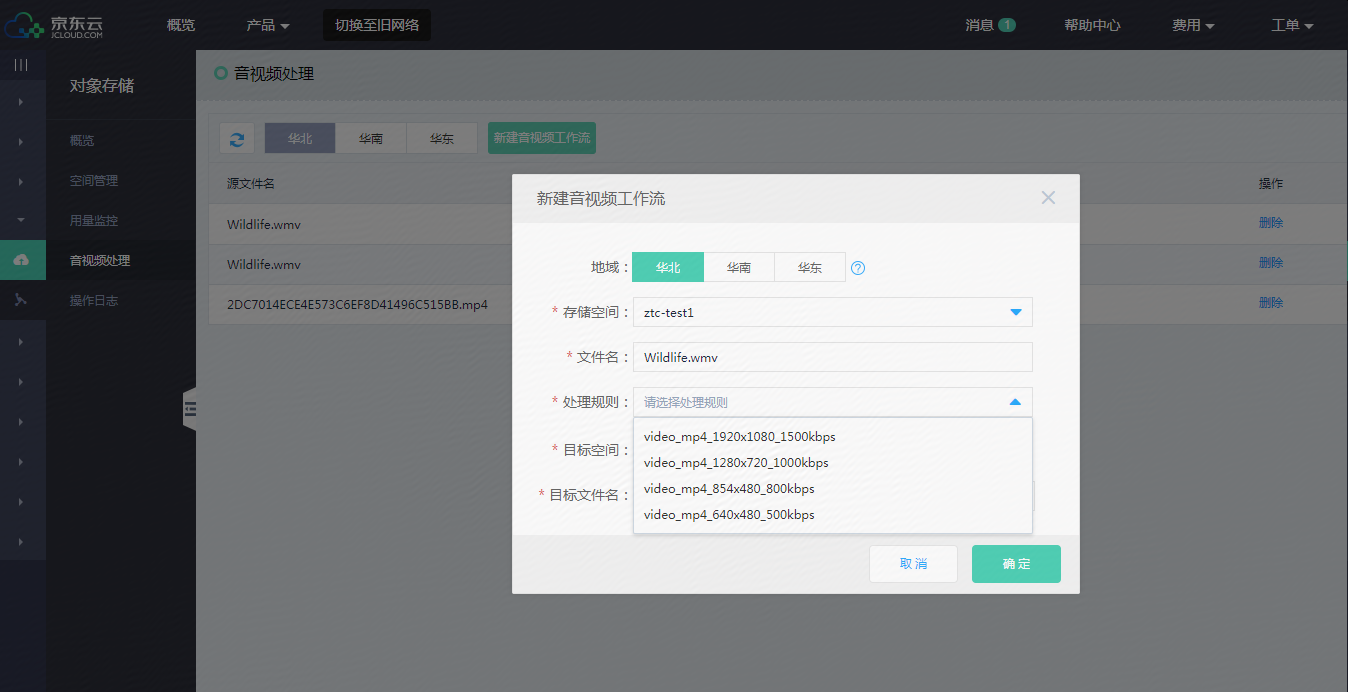 京东云
JCLOUD.COM
概览
产品
切换至旧网络
消息 1
帮助中心
费用
工单
对象存储
概览
空间管理
用量监控
音视频处理
操作日志
音视频处理
华北 华南 华东 新建音视频工作流
源文件名 操作
Wildlife.wmv 删除
Wildlife.wmv 删除
2DC7014ECE4E573C6EF8D41496C515BB.mp4 删除
新建音视频工作流
地域： 华北 华南 华东 ?
* 存储空间： ztc-test1
* 文件名： Wildlife.wmv
* 处理规则： 请选择处理规则
video_mp4_1920x1080_1500kbps
video_mp4_1280x720_1000kbps
video_mp4_854x480_800kbps
video_mp4_640x480_500kbps
* 目标空间：
* 目标文件名：
取消 确定